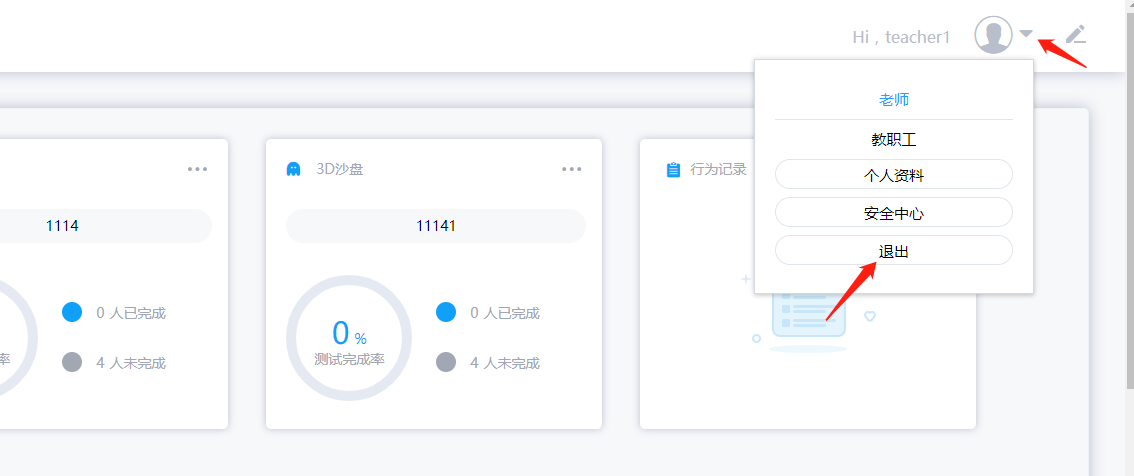 Hi，teacher1
老师
教职工
个人资料
安全中心
退出
1114
0 人已完成
4 人未完成
率
3D沙盘
11141
0 %
测试完成率
0 人已完成
4 人未完成
行为记录